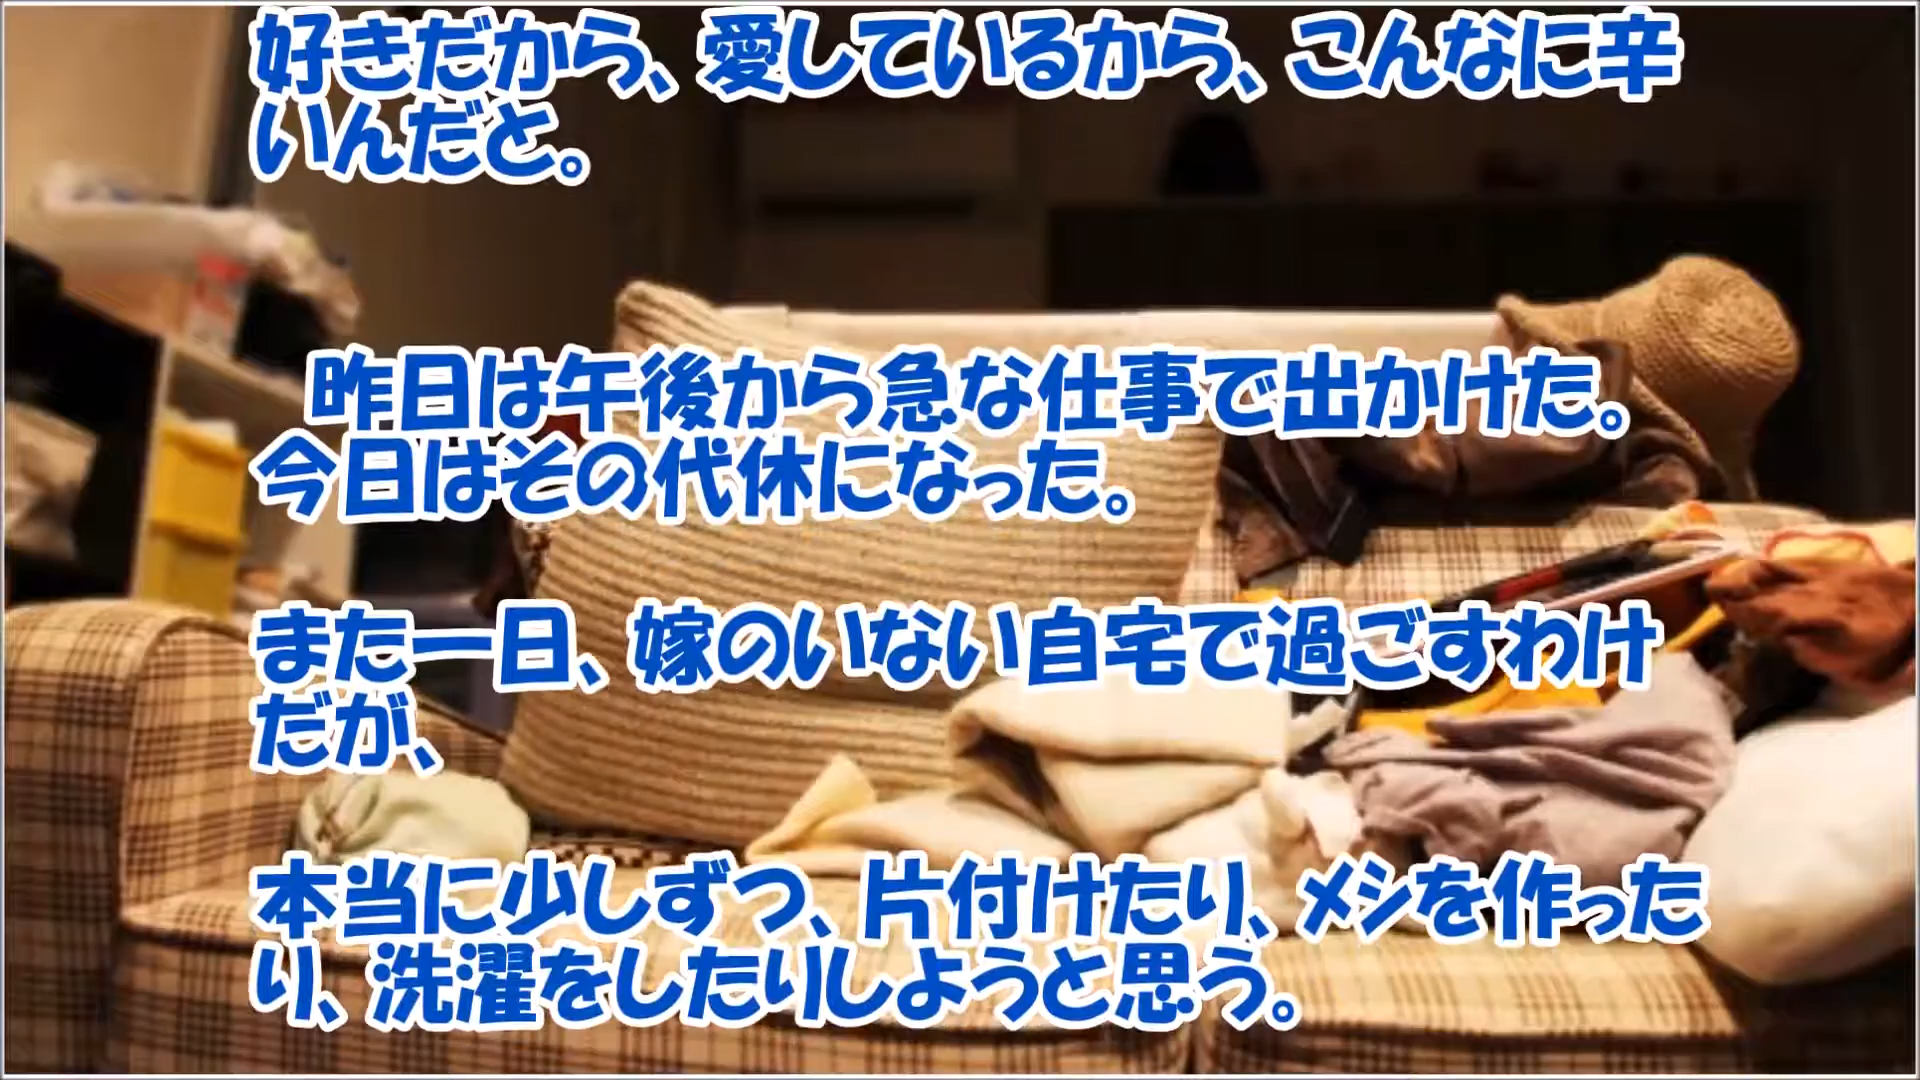 好きだから、愛しているから、こんなに辛
いんだと。
昨日は午後から急な仕事で出かけた。
今日はその代休になった。
また一日、嫁のいない自宅で過ごすわけ
だが、
本当に少しずつ、片付けたり、メシを作った
り、洗濯をしたりしようと思う。